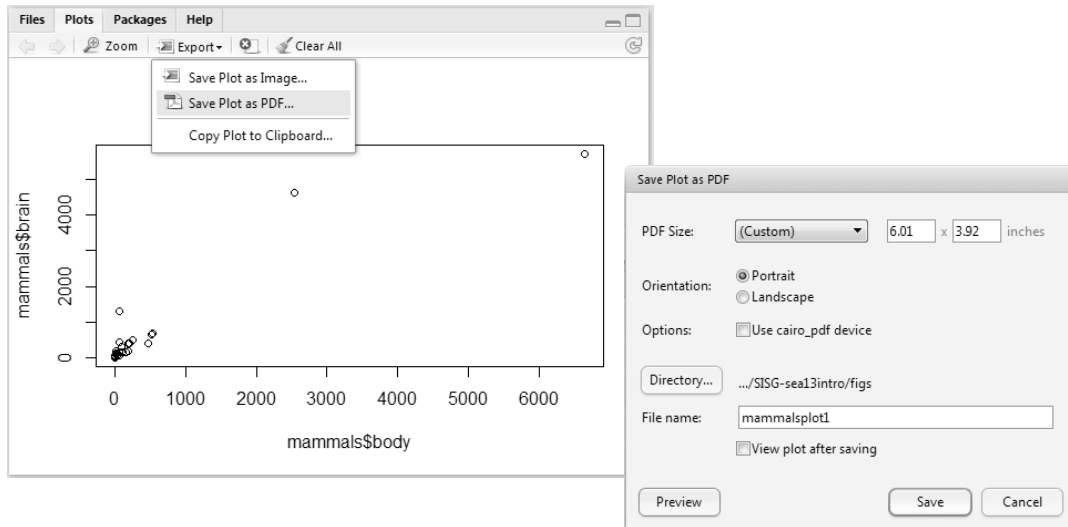 Files Plots Packages Help
Zoom Export Clear All
Save Plot as Image...
Save Plot as PDF...
Copy Plot to Clipboard...
mammals$brain
4000
2000
0
0 1000 2000 3000 4000 5000 6000
mammals$body
Save Plot as PDF
PDF Size: (Custom) 6.01 x 3.92 inches
Orientation: Portrait
Landscape
Options: Use cairo_pdf device
Directory... .../SISG-sea13intro/figs
File name: mammalsplot1
View plot after saving
Preview Save Cancel